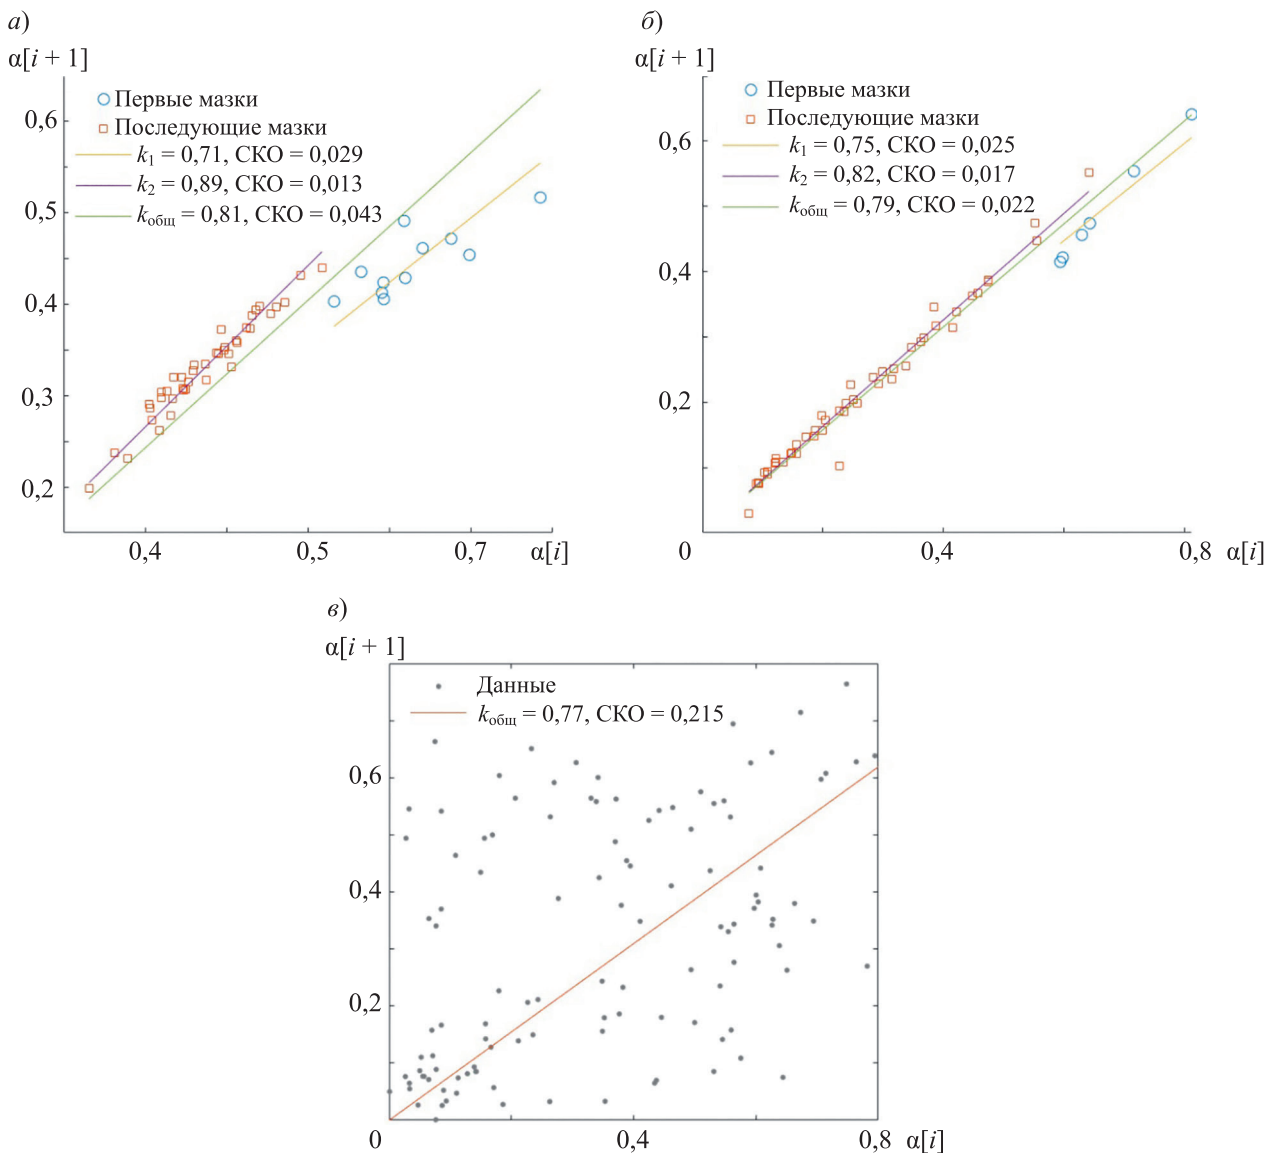 а)
α[i + 1]
Первые мазки
Последующие мазки
k₁ = 0,71, СКО = 0,029
k₂ = 0,89, СКО = 0,013
kобщ = 0,81, СКО = 0,043
0,6
0,5
0,4
0,3
0,2
0,4
0,5
0,7
α[i]
б)
α[i + 1]
Первые мазки
Последующие мазки
k₁ = 0,75, СКО = 0,025
k₂ = 0,82, СКО = 0,017
kобщ = 0,79, СКО = 0,022
0,6
0,4
0,2
0
0,4
0,8
α[i]
в)
α[i + 1]
Данные
kобщ = 0,77, СКО = 0,215
0,6
0,4
0,2
0
0,4
0,8
α[i]